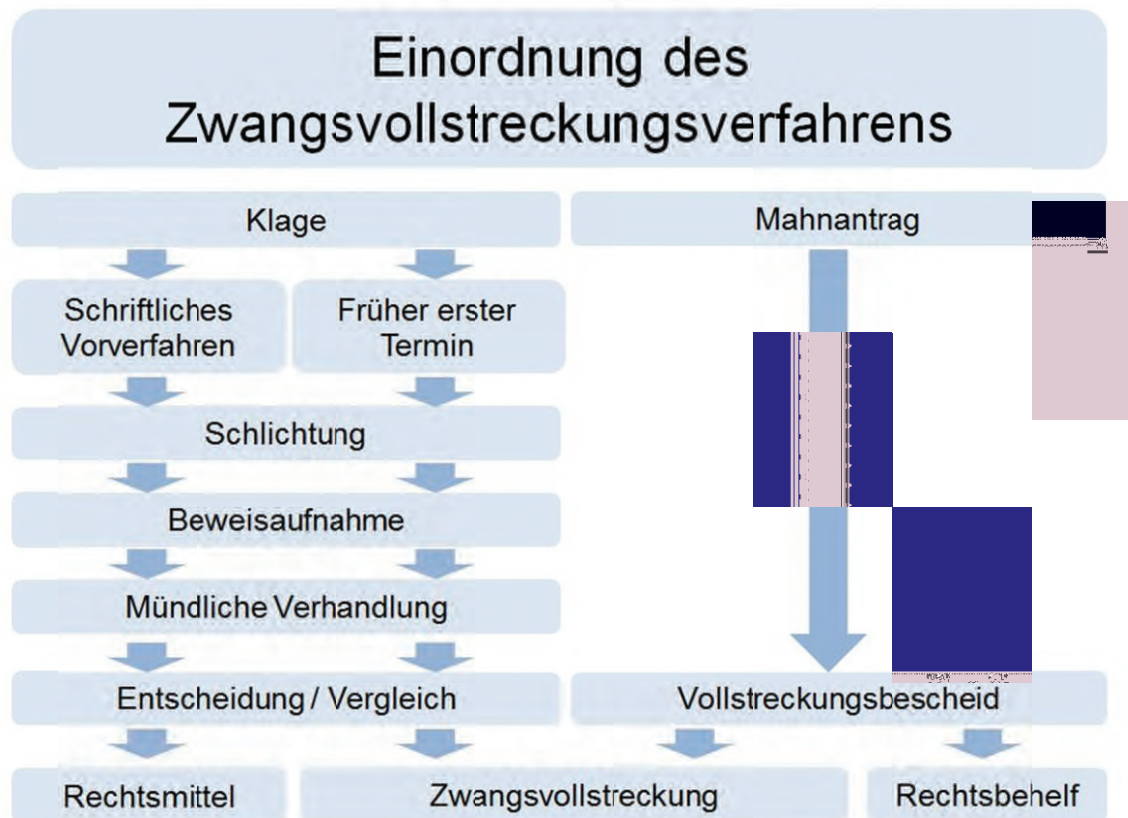 Einordnung des
Zwangsvollstreckungsverfahrens
Klage
Mahnantrag
Schriftliches
Vorverfahren
Früher erster
Termin
Schlichtung
Beweisaufnahme
Mündliche Verhandlung
Entscheidung / Vergleich
Vollstreckungsbescheid
Rechtsmittel
Zwangsvollstreckung
Rechtsbehelf